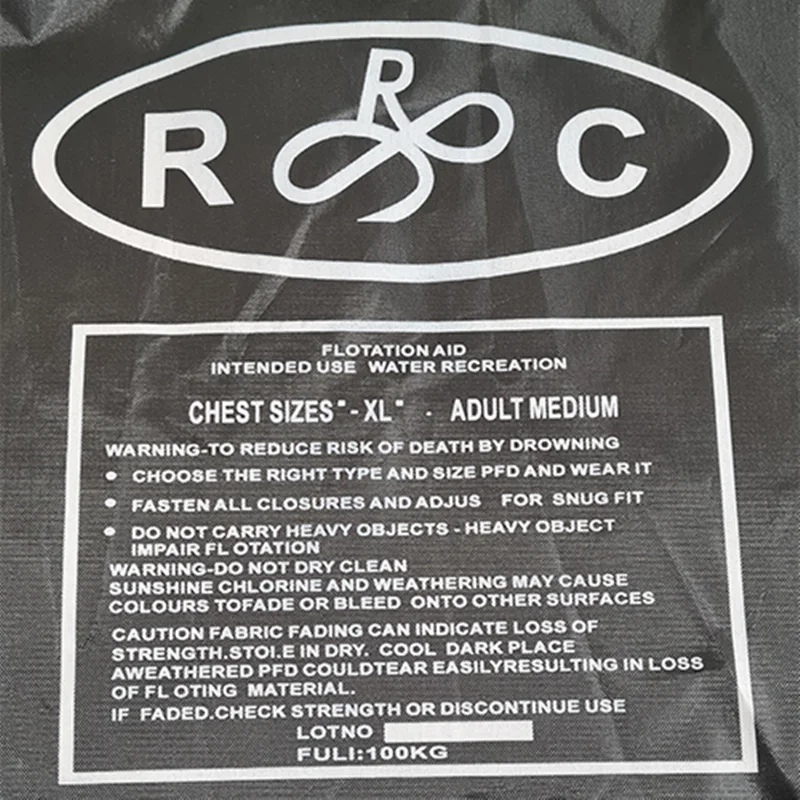 R R C
FLOTATION AID
INTENDED USE WATER RECREATION
CHEST SIZES"-XL" - ADULT MEDIUM
WARNING-TO REDUCE RISK OF DEATH BY DROWNING
• CHOOSE THE RIGHT TYPE AND SIZE PFD AND WEAR IT
• FASTEN ALL CLOSURES AND ADJUS FOR SNUG FIT
• DO NOT CARRY HEAVY OBJECTS - HEAVY OBJECT
IMPAIR FL OTATION
WARNING-DO NOT DRY CLEAN
SUNSHINE CHLORINE AND WEATHERING MAY CAUSE
COLOURS TOFADE OR BLEED ONTO OTHER SURFACES
CAUTION FABRIC FADING CAN INDICATE LOSS OF
STRENGTH.STOI.E IN DRY. COOL DARK PLACE
AWEATHERED PFD COULDTEAR EASILYRESULTING IN LOSS
OF FL OTING MATERIAL.
IF FADED.CHECK STRENGTH OR DISCONTINUE USE
LOTNO
FULI:100KG